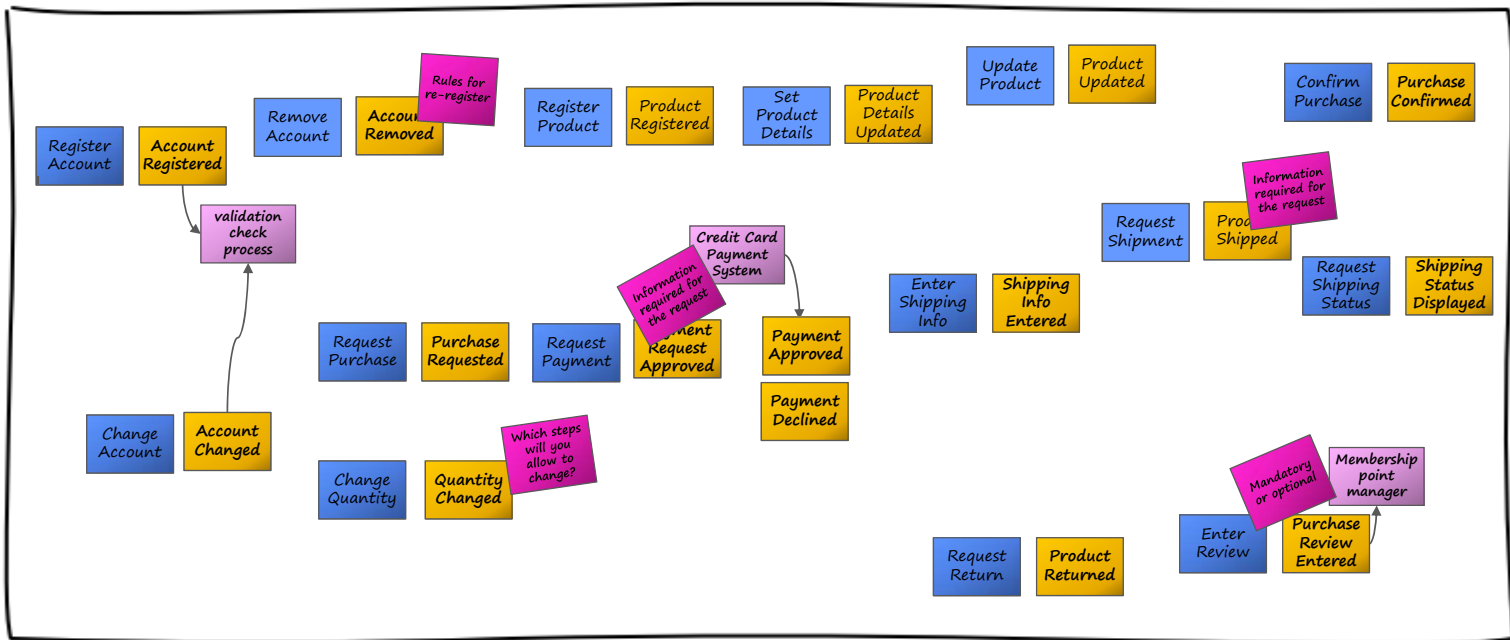 Register
Account
Account
Registered
validation
check
process
Remove
Account
Removed
Rules for
re-register
Register
Product
Product
Registered
Set
Product
Details
Product
Details
Updated
Update
Product
Product
Updated
Confirm
Purchase
Purchase
Confirmed
Request
Shipment
Shipped
Information
required for
the request
Request
Shipping
Status
Shipping
Status
Displayed
Credit Card
Payment
System
Information
required for
the request
Enter
Shipping
Info
Shipping
Info
Entered
Request
Purchase
Purchase
Requested
Request
Payment
Request
Approved
Payment
Approved
Payment
Declined
Change
Account
Account
Changed
Change
Quantity
Quantity
Changed
Which steps
will you
allow to
change?
Mandatory
or optional
Membership
point
manager
Enter
Review
Purchase
Review
Entered
Request
Return
Product
Returned